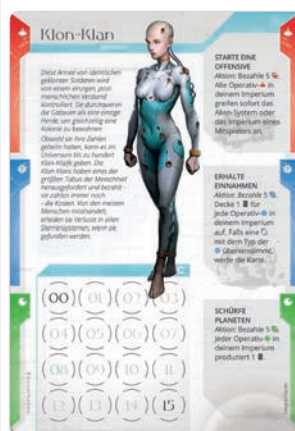 Klon-Klan
Diese Armee von identischen
geklonten Soldaten wird
von einem einzigen, post-
menschlichen Verstand
kontrolliert. Sie durchqueren
die Galaxien als eine einzige
Herde, um gleichzeitig eine
Kolonie zu bewohnen.
Obwohl sie ihre Zahlen
geheim halten, kann es im
Universum bis zu hundert
Klon-Köpfe geben. Die
Klon-Klans haben eines der
größten Tabus der Menschheit
herausgefordert und bezahlt -
sie zahlen immer noch
- die Kosten. Von den meisten
Menschen misshandelt,
erleiden sie Verluste in allen
Sternensystemen, wenn sie
gefunden werden.
STARTE EINE
OFFENSIVE
Aktion: Bezahle 5
Alle Operativ- in
deinem Imperium
greifen sofort das
Alien-System oder
das Imperium eines
Mitspielers an.
ERHALTE
EINNAHMEN
Aktion: Bezahle 5
Decke 1 für
jede Operativ- in
deinem Imperium
auf. Falls eine
mit dem Typ der
übereinstimmt,
werte die Karte.
SCHÜRFE
PLANETEN
Aktion: Bezahle 5
Jeder Operativ- in
deinem Imperium
produziert 1
00 01 02 03
04 05 06 07
08 09 10 11
12 13 14 15